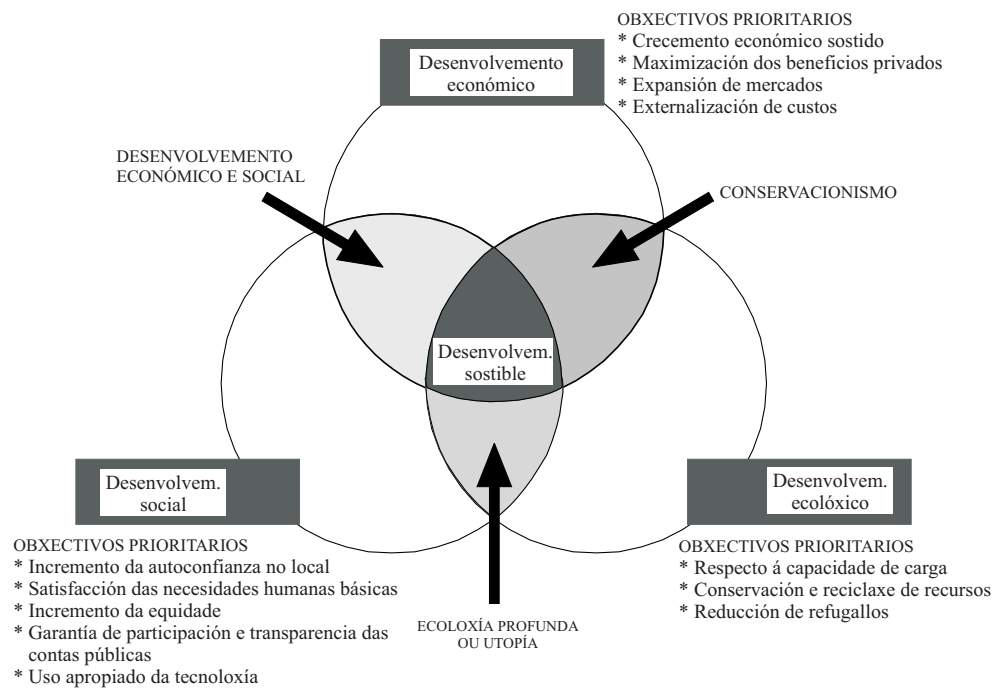 OBXECTIVOS PRIORITARIOS
* Crecemento económico sostido
* Maximización dos beneficios privados
* Expansión de mercados
* Externalización de custos
Desenvolvemento
económico
DESENVOLVEMENTO
ECONÓMICO E SOCIAL
CONSERVACIONISMO
Desenvolvem.
sostible
Desenvolvem.
social
Desenvolvem.
ecolóxico
OBXECTIVOS PRIORITARIOS
* Incremento da autoconfianza no local
* Satisfacción das necesidades humanas básicas
* Incremento da equidade
* Garantía de participación e transparencia das
contas públicas
* Uso apropiado da tecnoloxía
ECOLOXÍA PROFUNDA
OU UTOPÍA
OBXECTIVOS PRIORITARIOS
* Respecto á capacidade de carga
* Conservación e reciclaxe de recursos
* Reducción de refugallos